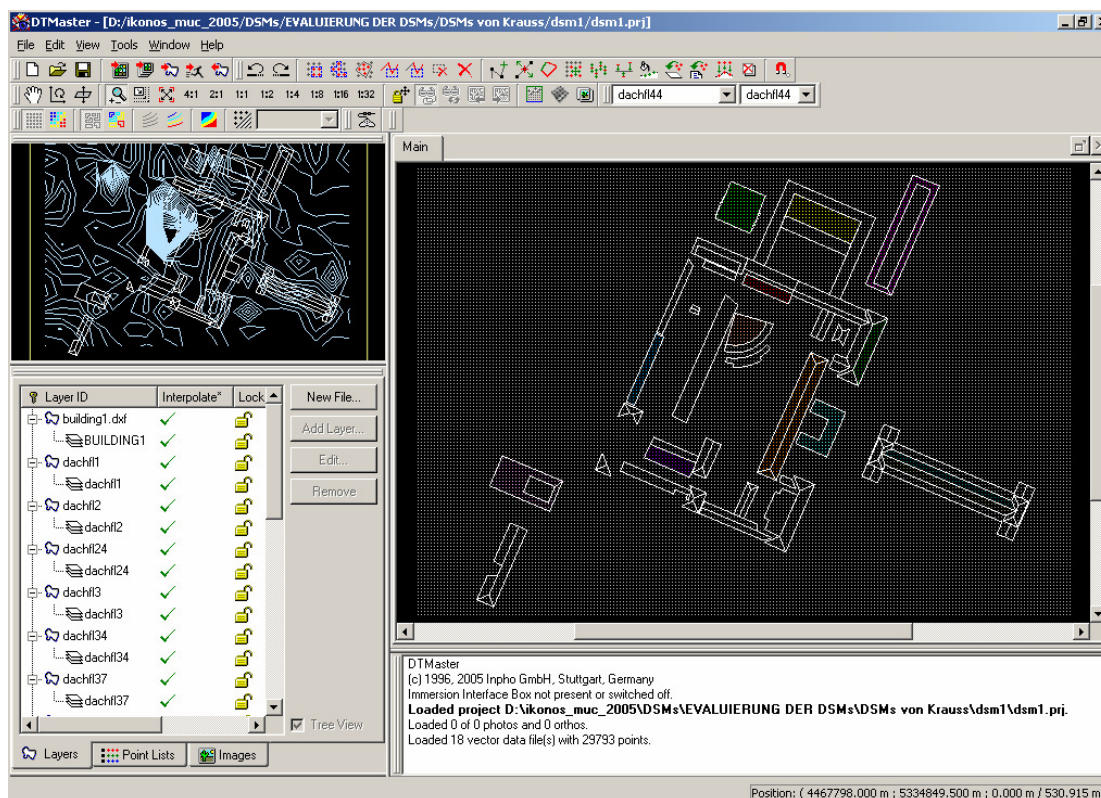 DTMaster - [D:/ikonos_muc_2005/DSMs/EVALUIERUNG DER DSMs/DSMs von Krauss/dsm1/dsm1.prj]
File Edit View Tools Window Help
4:1 2:1 1:1 1:2 1:4 1:8 1:16 1:32 dachfl44 dachfl44
Main
Layer ID Interpolate* Lock
building1.dxf
BUILDING1
dachfl1
dachfl1
dachfl2
dachfl2
dachfl24
dachfl24
dachfl3
dachfl3
dachfl34
dachfl34
dachfl37
dachfl37
New File...
Add Layer...
Edit...
Remove
Tree View
Layers Point Lists Images
DTMaster
(c) 1996, 2005 Inpho GmbH, Stuttgart, Germany
Immersion Interface Box not present or switched off.
Loaded project D:\ikonos_muc_2005\DSMs\EVALUIERUNG DER DSMs\DSMs von Krauss\dsm1\dsm1.prj.
Loaded 0 of 0 photos and 0 orthos.
Loaded 18 vector data file(s) with 29793 points.
Position: ( 4467798.000 m ; 5334849.500 m ; 0.000 m / 530.915 m